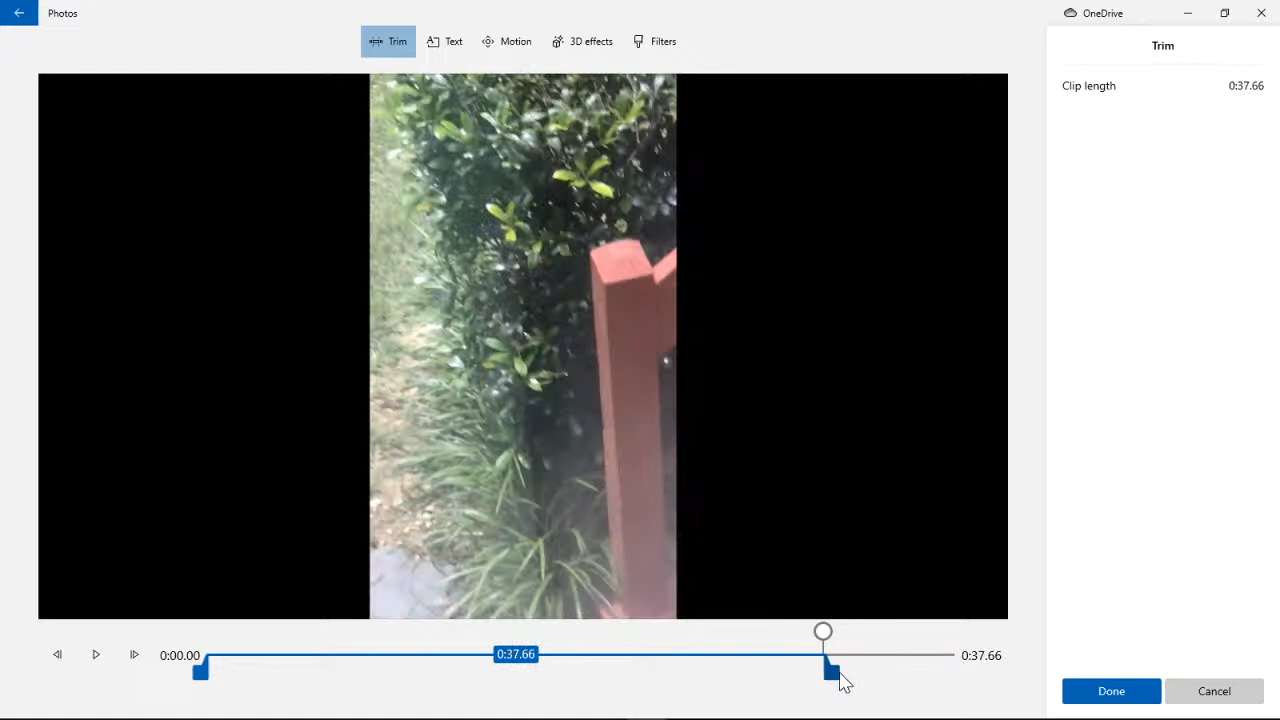 Photos
OneDrive
Trim
Text
Motion
3D effects
Filters
Trim
Clip length
0:37.66
0:00.00
0:37.66
0:37.66
Done
Cancel